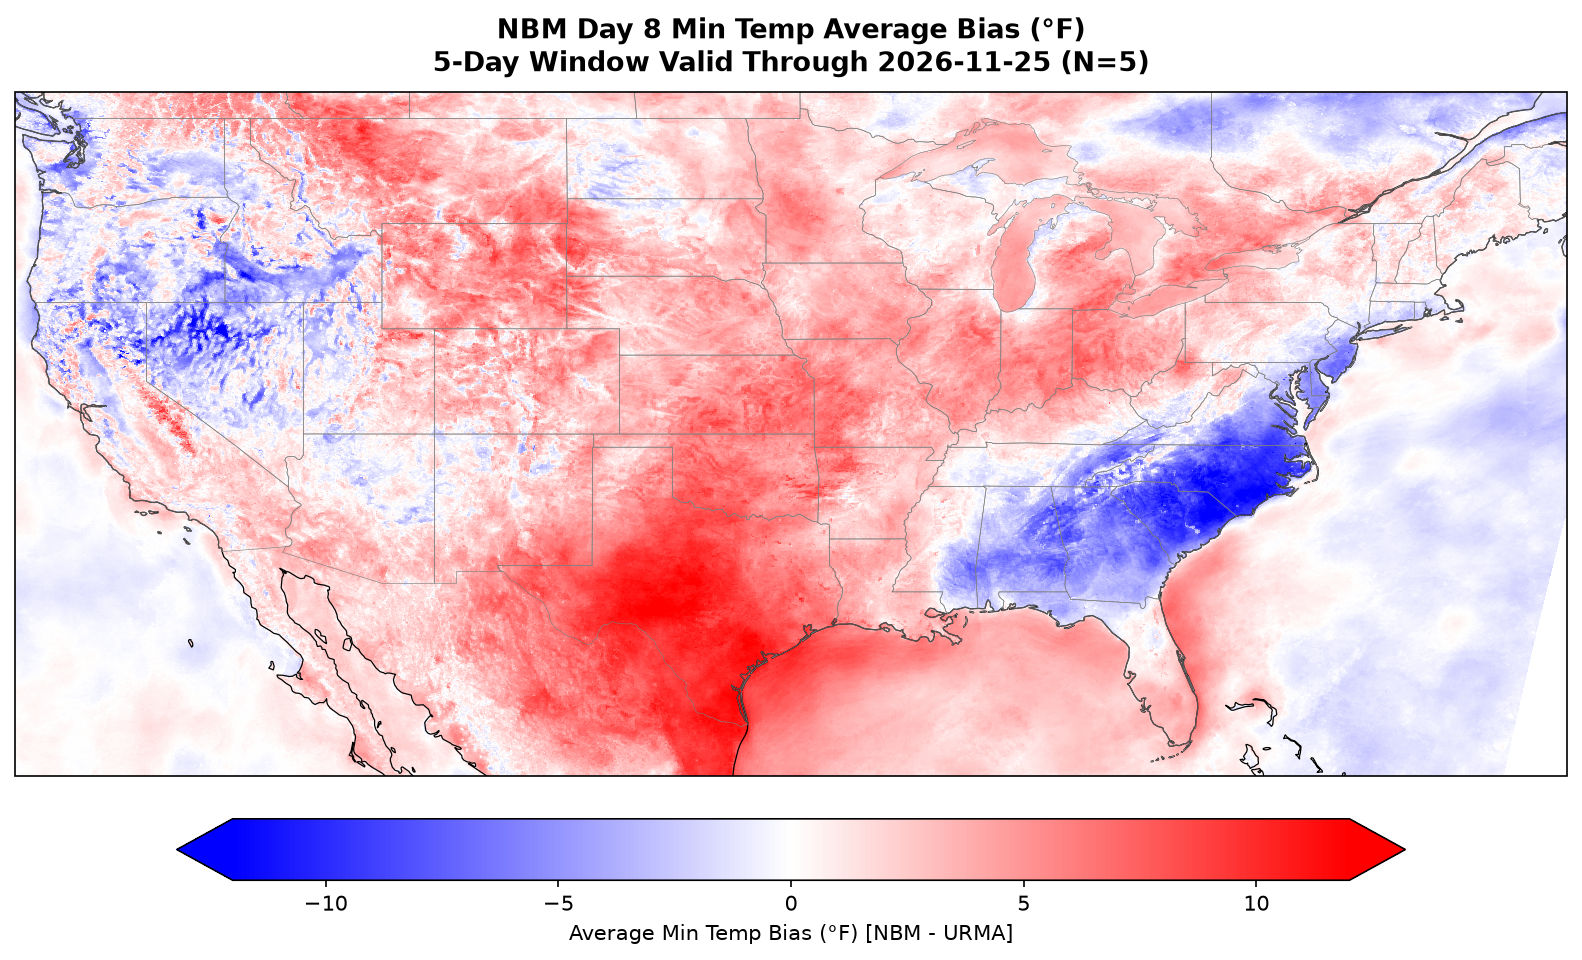 NBM Day 8 Min Temp Average Bias (°F)
5-Day Window Valid Through 2026-11-25 (N=5)
−10 −5 0 5 10
Average Min Temp Bias (°F) [NBM - URMA]